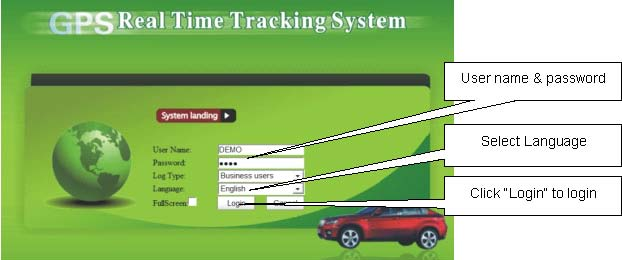 GPS Real Time Tracking System
System landing
User Name: DEMO
Password: ●●●●
Log Type: Business users
Language: English
FullScreen: Login
User name & password
Select Language
Click "Login" to login